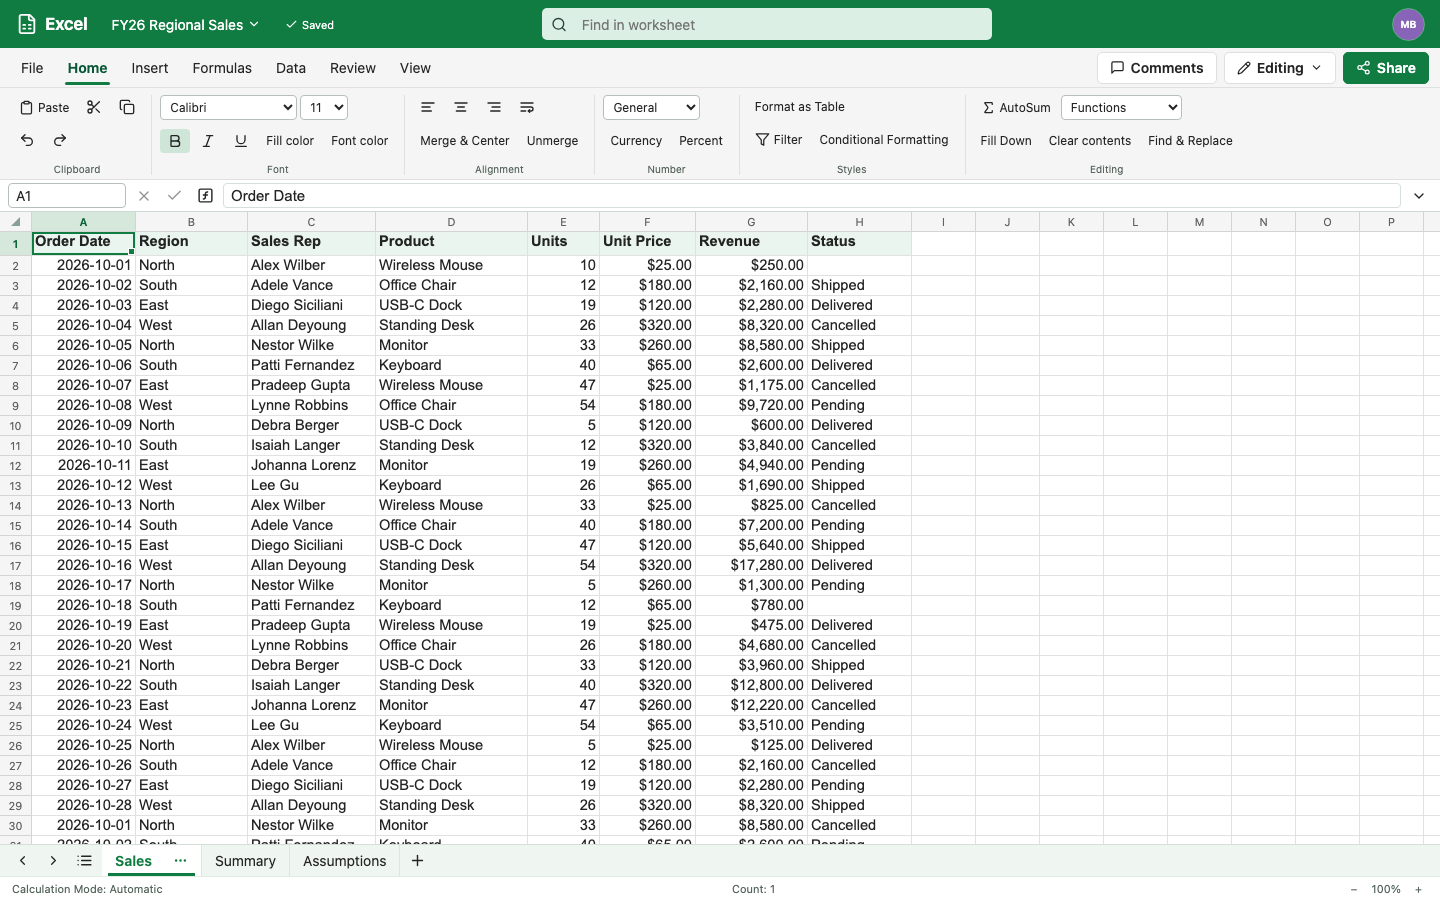 Excel FY26 Regional Sales Saved Find in worksheet MB
File Home Insert Formulas Data Review View Comments Editing Share
Paste Calibri 11 General Format as Table AutoSum Functions
B I U Fill color Font color Merge & Center Unmerge Currency Percent Filter Conditional Formatting Fill Down Clear contents Find & Replace
Clipboard Font Alignment Number Styles Editing
A1 Order Date
A B C D E F G H I J K L M N O P
1 Order Date Region Sales Rep Product Units Unit Price Revenue Status
2 2026-10-01 North Alex Wilber Wireless Mouse 10 $25.00 $250.00
3 2026-10-02 South Adele Vance Office Chair 12 $180.00 $2,160.00 Shipped
4 2026-10-03 East Diego Siciliani USB-C Dock 19 $120.00 $2,280.00 Delivered
5 2026-10-04 West Allan Deyoung Standing Desk 26 $320.00 $8,320.00 Cancelled
6 2026-10-05 North Nestor Wilke Monitor 33 $260.00 $8,580.00 Shipped
7 2026-10-06 South Patti Fernandez Keyboard 40 $65.00 $2,600.00 Delivered
8 2026-10-07 East Pradeep Gupta Wireless Mouse 47 $25.00 $1,175.00 Cancelled
9 2026-10-08 West Lynne Robbins Office Chair 54 $180.00 $9,720.00 Pending
10 2026-10-09 North Debra Berger USB-C Dock 5 $120.00 $600.00 Delivered
11 2026-10-10 South Isaiah Langer Standing Desk 12 $320.00 $3,840.00 Cancelled
12 2026-10-11 East Johanna Lorenz Monitor 19 $260.00 $4,940.00 Pending
13 2026-10-12 West Lee Gu Keyboard 26 $65.00 $1,690.00 Shipped
14 2026-10-13 North Alex Wilber Wireless Mouse 33 $25.00 $825.00 Cancelled
15 2026-10-14 South Adele Vance Office Chair 40 $180.00 $7,200.00 Pending
16 2026-10-15 East Diego Siciliani USB-C Dock 47 $120.00 $5,640.00 Shipped
17 2026-10-16 West Allan Deyoung Standing Desk 54 $320.00 $17,280.00 Delivered
18 2026-10-17 North Nestor Wilke Monitor 5 $260.00 $1,300.00 Pending
19 2026-10-18 South Patti Fernandez Keyboard 12 $65.00 $780.00
20 2026-10-19 East Pradeep Gupta Wireless Mouse 19 $25.00 $475.00 Delivered
21 2026-10-20 West Lynne Robbins Office Chair 26 $180.00 $4,680.00 Cancelled
22 2026-10-21 North Debra Berger USB-C Dock 33 $120.00 $3,960.00 Shipped
23 2026-10-22 South Isaiah Langer Standing Desk 40 $320.00 $12,800.00 Delivered
24 2026-10-23 East Johanna Lorenz Monitor 47 $260.00 $12,220.00 Cancelled
25 2026-10-24 West Lee Gu Keyboard 54 $65.00 $3,510.00 Pending
26 2026-10-25 North Alex Wilber Wireless Mouse 5 $25.00 $125.00 Delivered
27 2026-10-26 South Adele Vance Office Chair 12 $180.00 $2,160.00 Cancelled
28 2026-10-27 East Diego Siciliani USB-C Dock 19 $120.00 $2,280.00 Pending
29 2026-10-28 West Allan Deyoung Standing Desk 26 $320.00 $8,320.00 Shipped
30 2026-10-01 North Nestor Wilke Monitor 33 $260.00 $8,580.00 Cancelled
Sales ... Summary Assumptions +
Calculation Mode: Automatic Count: 1 − 100% +